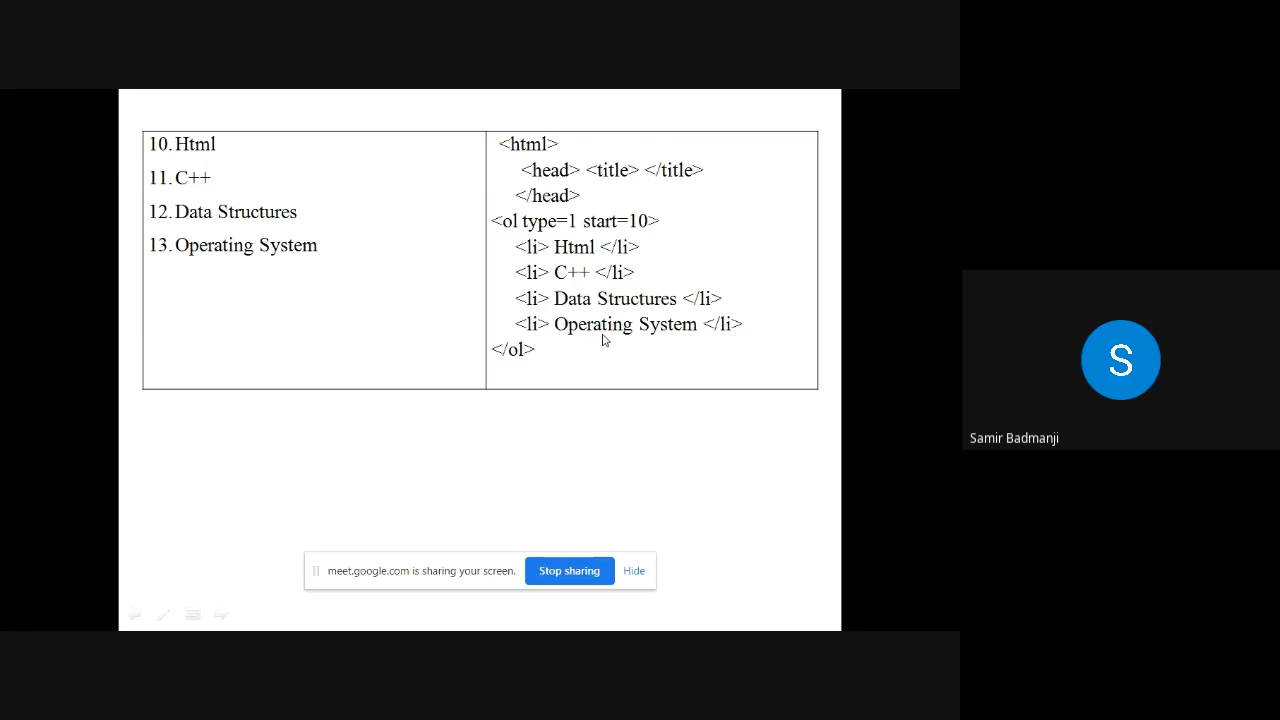 10. Html
11. C++
12. Data Structures
13. Operating System
<html>
<head> <title> </title>
</head>
<ol type=1 start=10>
<li> Html </li>
<li> C++ </li>
<li> Data Structures </li>
<li> Operating System </li>
</ol>
meet.google.com is sharing your screen. Stop sharing Hide
S
Samir Badmanji